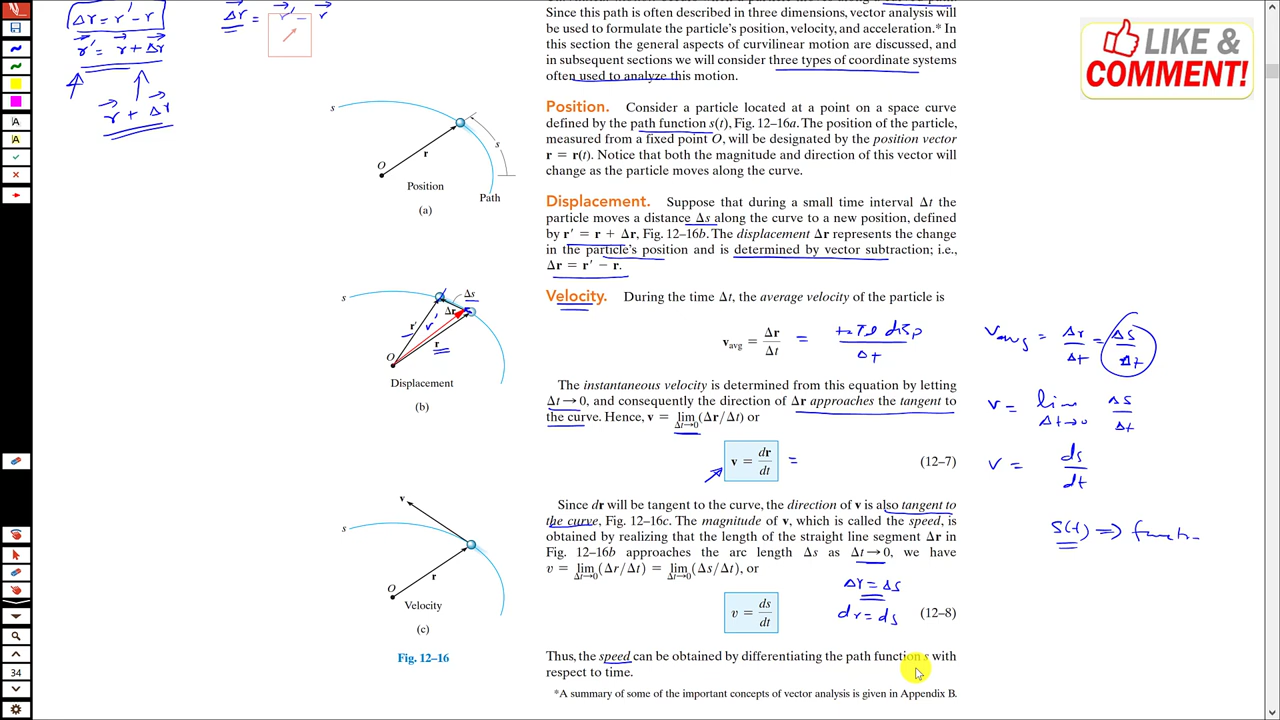 Δr = r' - r
r' = r + Δr
r + Δr
Δr = r' - r
Since this path is often described in three dimensions, vector analysis will
be used to formulate the particle's position, velocity, and acceleration.* In
this section the general aspects of curvilinear motion are discussed, and
in subsequent sections we will consider three types of coordinate systems
often used to analyze this motion.
LIKE &
COMMENT!
s
r
s
O
Position
Path
(a)
Position. Consider a particle located at a point on a space curve
defined by the path function s(t), Fig. 12–16a. The position of the particle,
measured from a fixed point O, will be designated by the position vector
r = r(t). Notice that both the magnitude and direction of this vector will
change as the particle moves along the curve.
Displacement. Suppose that during a small time interval Δt the
particle moves a distance Δs along the curve to a new position, defined
by r′ = r + Δr, Fig. 12–16b. The displacement Δr represents the change
in the particle's position and is determined by vector subtraction; i.e.,
Δr = r′ − r.
s
Δs
Δr
r′
r'
r
O
Displacement
(b)
Velocity. During the time Δt, the average velocity of the particle is
v_avg = Δr/Δt
= disp/Δt
v_avg = Δr/Δt = Δs/Δt
The instantaneous velocity is determined from this equation by letting
Δt → 0, and consequently the direction of Δr approaches the tangent to
the curve. Hence, v = lim Δt→0 (Δr/Δt) or
v = lim Δt→0 Δs/Δt
v = dr/dt (12–7)
=
v = ds/dt
s
v
r
O
Velocity
(c)
Fig. 12–16
Since dr will be tangent to the curve, the direction of v is also tangent to
the curve, Fig. 12–16c. The magnitude of v, which is called the speed, is
obtained by realizing that the length of the straight line segment Δr in
Fig. 12–16b approaches the arc length Δs as Δt → 0, we have
v = lim Δt→0 (Δr/Δt) = lim Δt→0 (Δs/Δt), or
s(t) ⇒
Δr = Δs
dr = ds
v = ds/dt (12–8)
Thus, the speed can be obtained by differentiating the path function s with
respect to time.
*A summary of some of the important concepts of vector analysis is given in Appendix B.
A
A
34